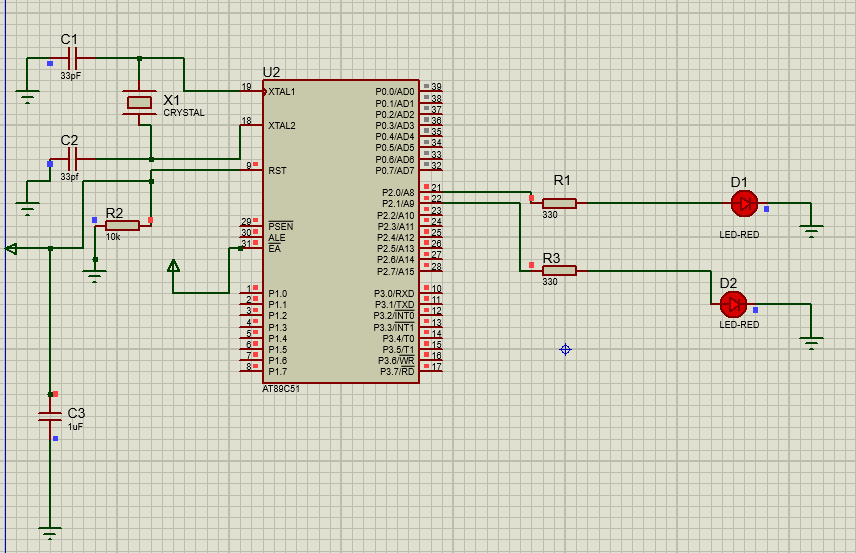 C1
33pF
X1
CRYSTAL
C2
33pf
R2
10k
C3
1uF
U2
19 XTAL1
18 XTAL2
9 RST
29 PSEN
30 ALE
31 EA
1 P1.0
2 P1.1
3 P1.2
4 P1.3
5 P1.4
6 P1.5
7 P1.6
8 P1.7
P0.0/AD0 39
P0.1/AD1 38
P0.2/AD2 37
P0.3/AD3 36
P0.4/AD4 35
P0.5/AD5 34
P0.6/AD6 33
P0.7/AD7 32
P2.0/A8 21
P2.1/A9 22
P2.2/A10 23
P2.3/A11 24
P2.4/A12 25
P2.5/A13 26
P2.6/A14 27
P2.7/A15 28
P3.0/RXD 10
P3.1/TXD 11
P3.2/INT0 12
P3.3/INT1 13
P3.4/T0 14
P3.5/T1 15
P3.6/WR 16
P3.7/RD 17
AT89C51
R1
330
R3
330
D1
LED-RED
D2
LED-RED